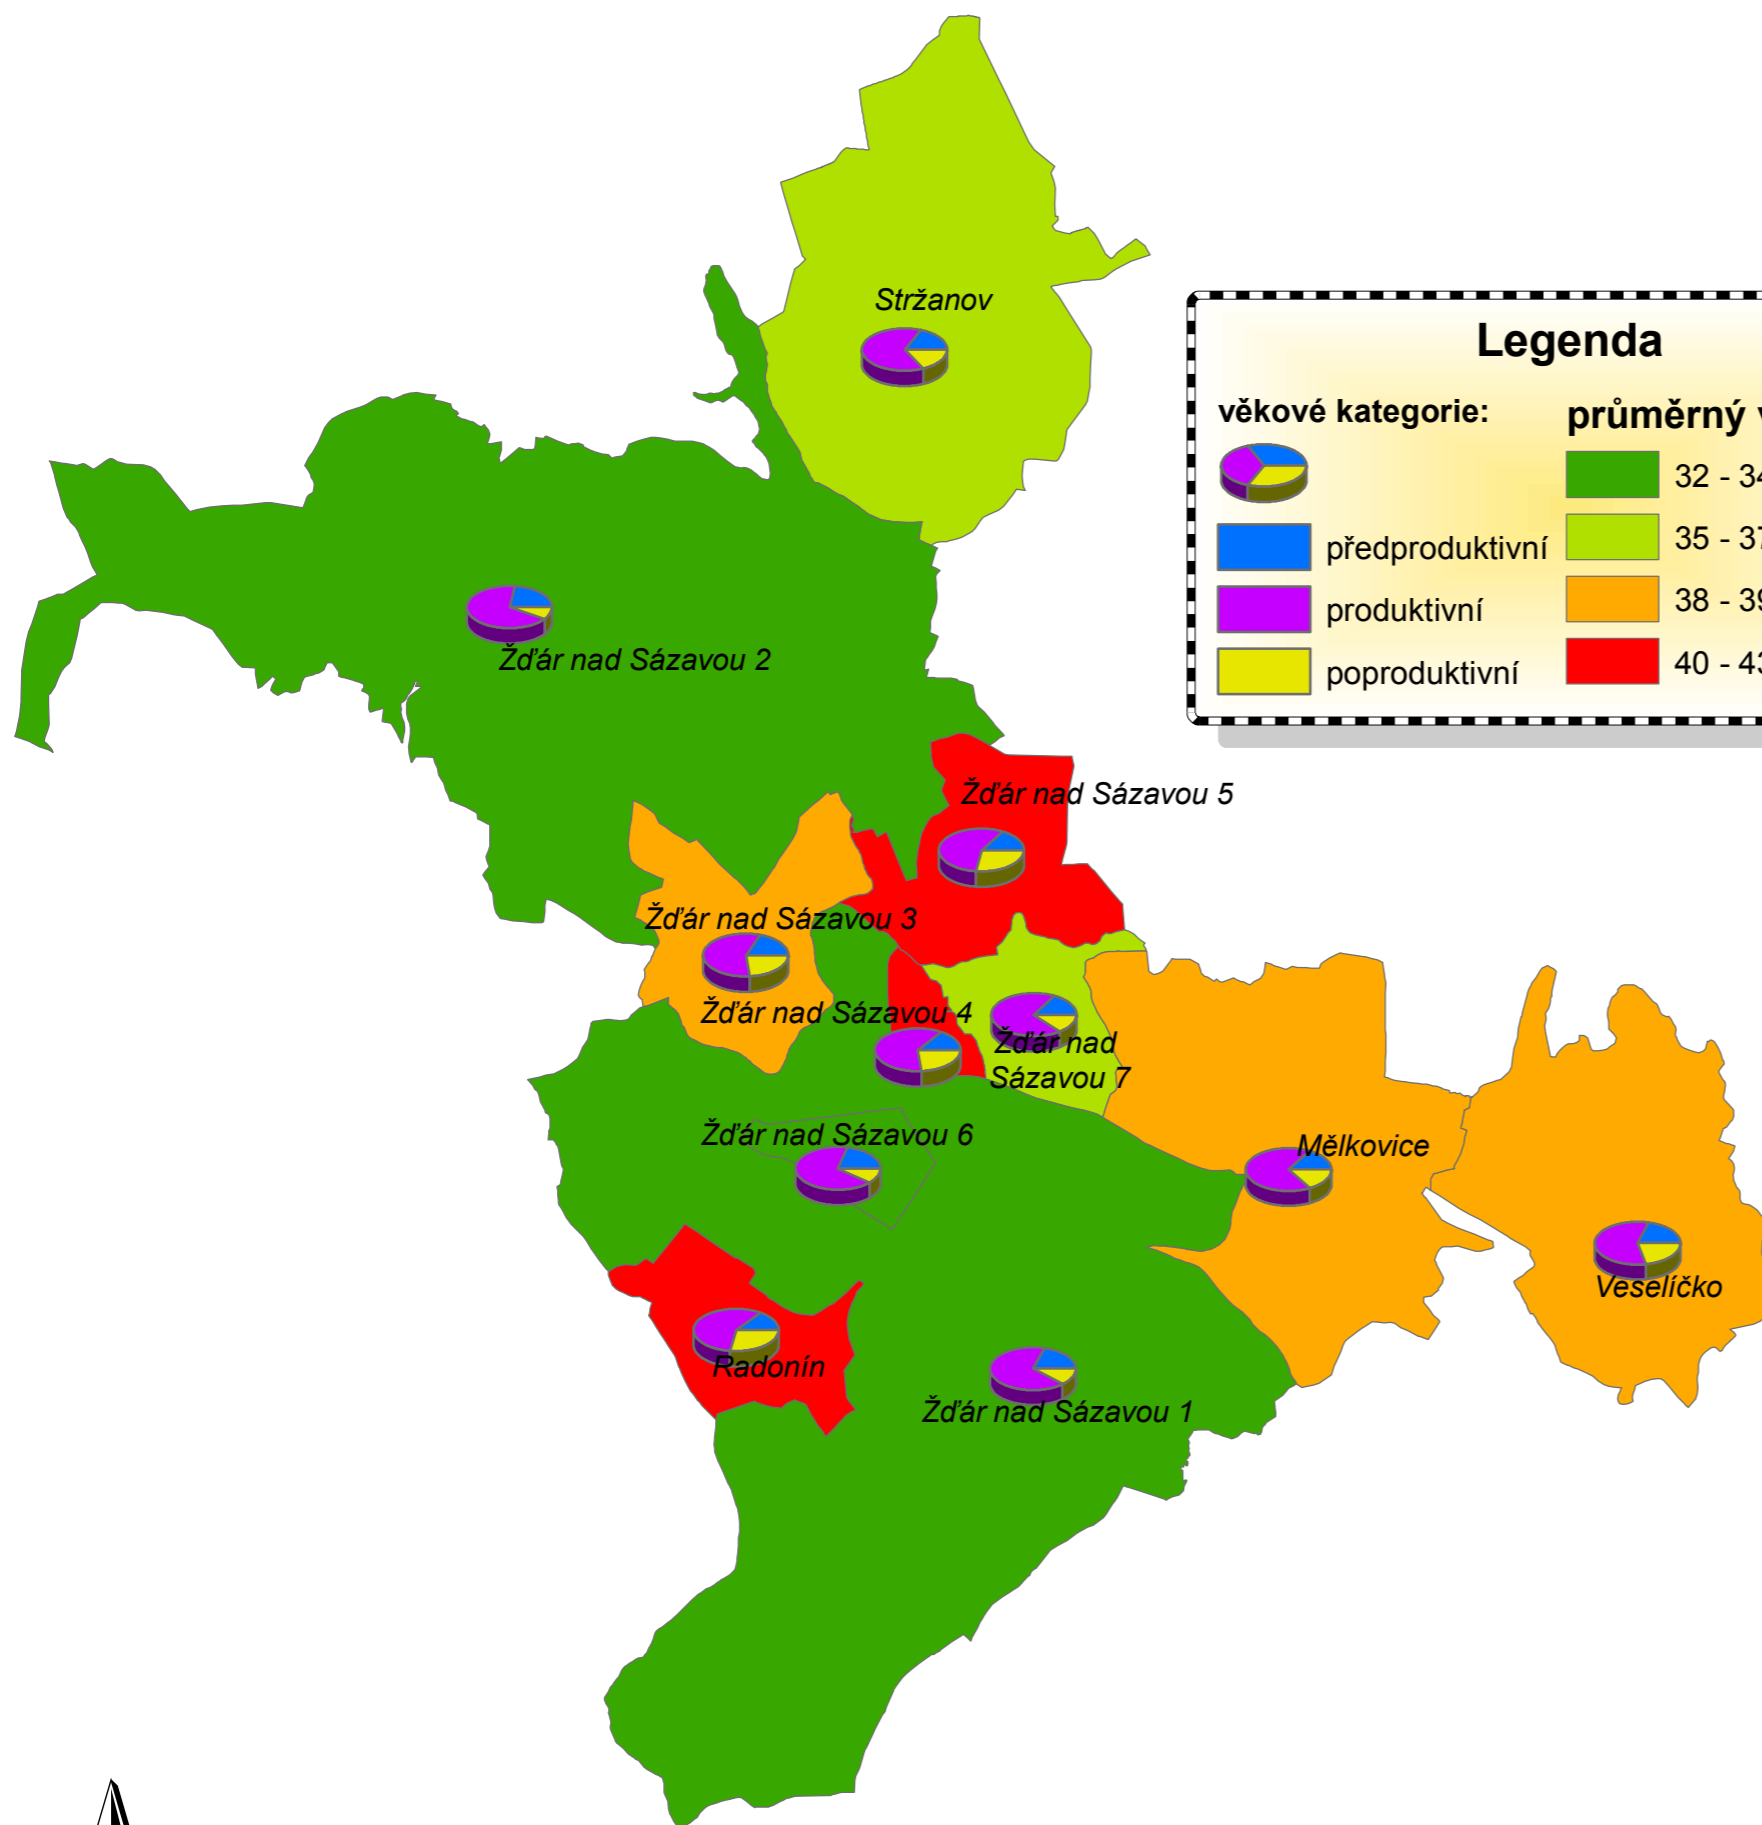 Stržanov
Legenda
věkové kategorie:
průměrný
32 - 34
předproduktivní
35 - 37
produktivní
38 - 39
poproduktivní
40 - 43
Žďár nad Sázavou 2
Žďár nad Sázavou 5
Žďár nad Sázavou 3
Žďár nad Sázavou 4
Žďár nad
Sázavou 7
Žďár nad Sázavou 6
Mělkovice
Veselíčko
Radonín
Žďár nad Sázavou 1